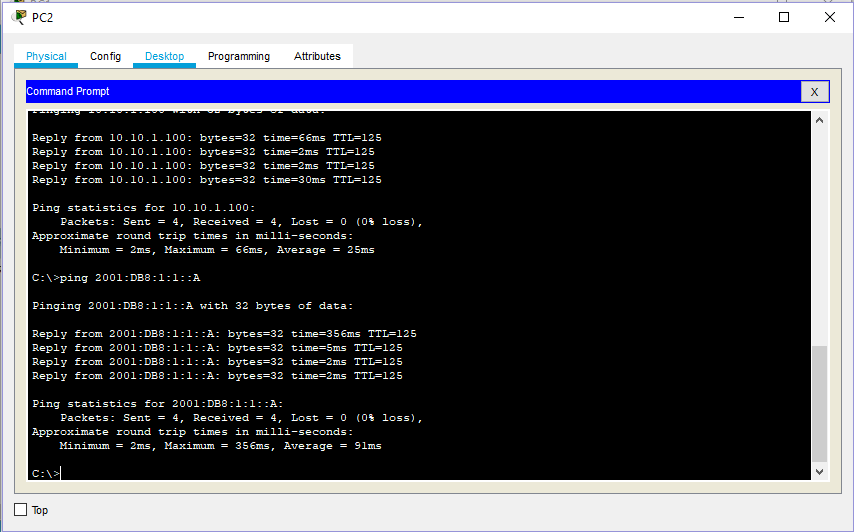 PC2
Physical Config Desktop Programming Attributes
Command Prompt
X
Pinging 10.10.1.100 with 32 bytes of data:
Reply from 10.10.1.100: bytes=32 time=66ms TTL=125
Reply from 10.10.1.100: bytes=32 time=2ms TTL=125
Reply from 10.10.1.100: bytes=32 time=2ms TTL=125
Reply from 10.10.1.100: bytes=32 time=30ms TTL=125
Ping statistics for 10.10.1.100:
Packets: Sent = 4, Received = 4, Lost = 0 (0% loss),
Approximate round trip times in milli-seconds:
Minimum = 2ms, Maximum = 66ms, Average = 25ms
C:\>ping 2001:DB8:1:1::A
Pinging 2001:DB8:1:1::A with 32 bytes of data:
Reply from 2001:DB8:1:1::A: bytes=32 time=356ms TTL=125
Reply from 2001:DB8:1:1::A: bytes=32 time=5ms TTL=125
Reply from 2001:DB8:1:1::A: bytes=32 time=2ms TTL=125
Reply from 2001:DB8:1:1::A: bytes=32 time=2ms TTL=125
Ping statistics for 2001:DB8:1:1::A:
Packets: Sent = 4, Received = 4, Lost = 0 (0% loss),
Approximate round trip times in milli-seconds:
Minimum = 2ms, Maximum = 356ms, Average = 91ms
C:\>
Top